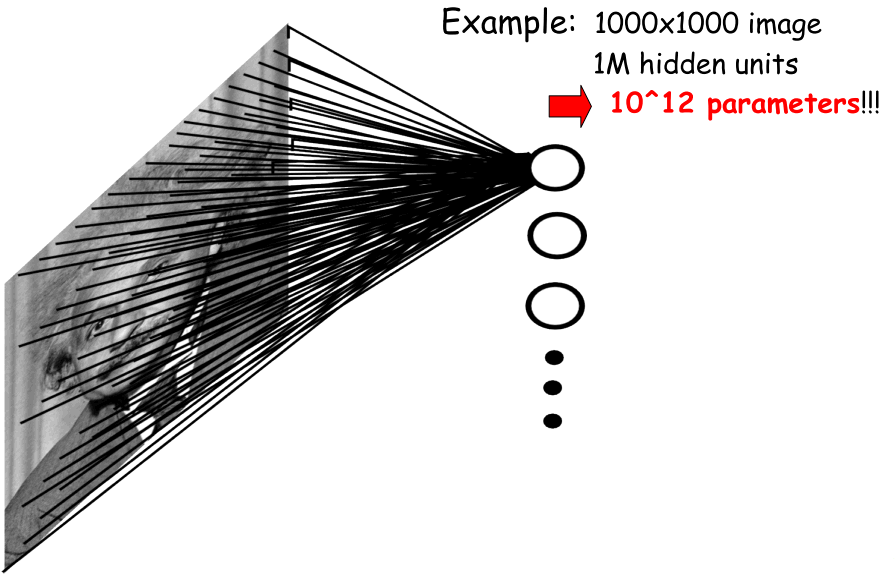 Example: 1000x1000 image
1M hidden units
10^12 parameters!!!